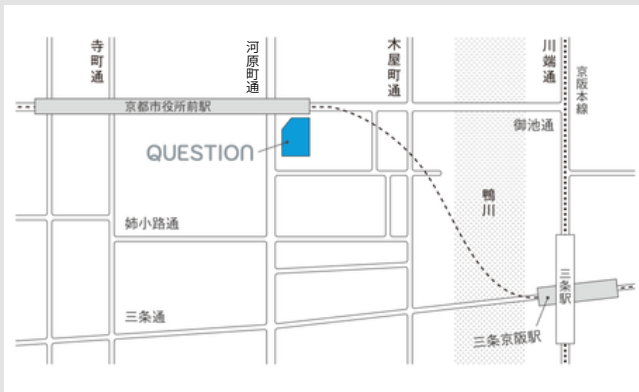 寺町通
河原町通
木屋町通
川端通
京阪本線
京都市役所前駅
御池通
QUESTION
鴨川
姉小路通
三条駅
三条通
三条京阪駅